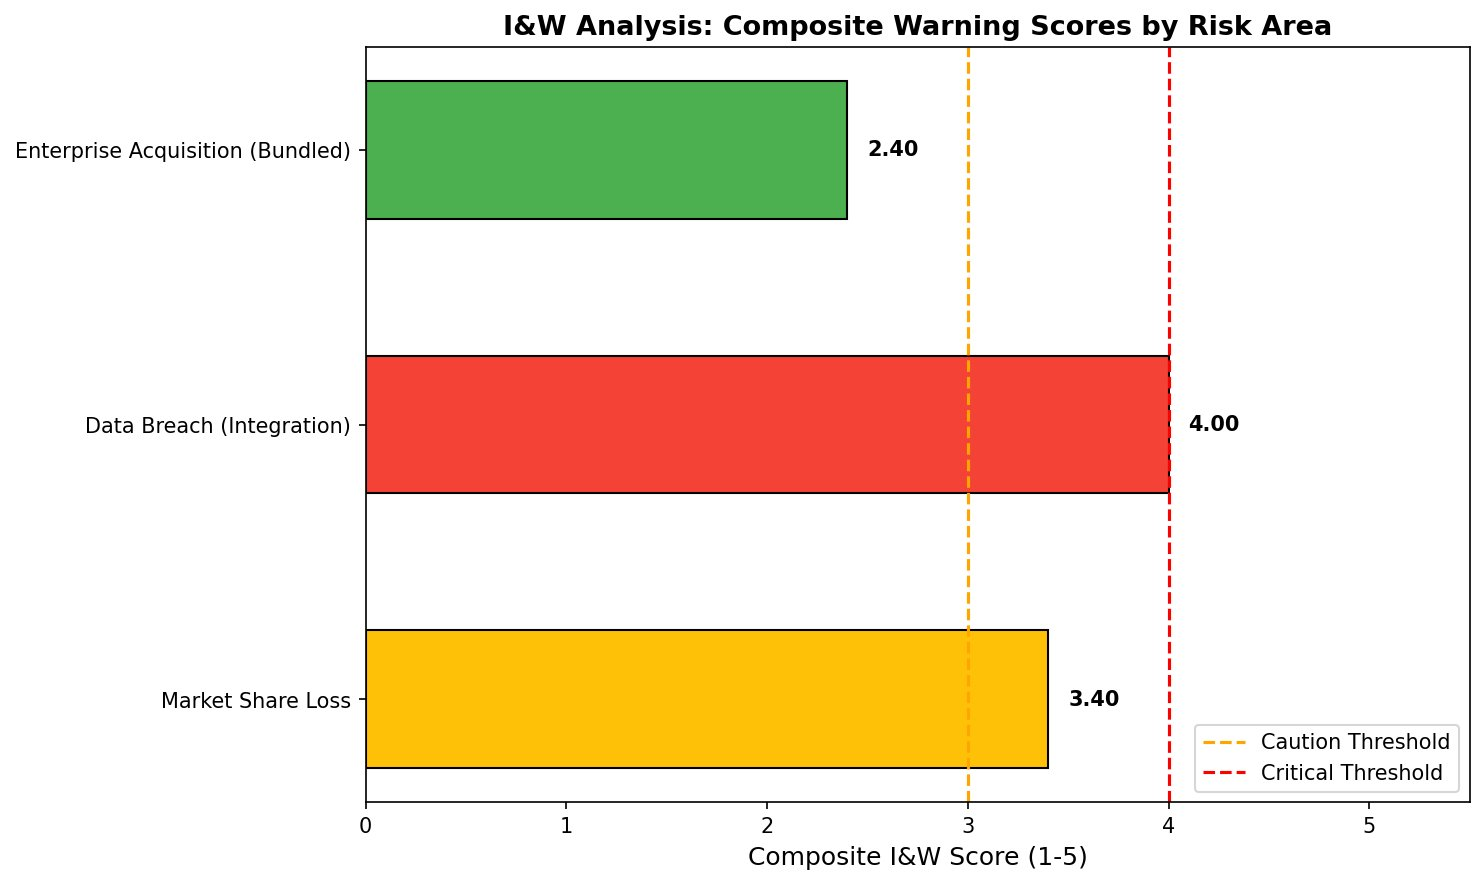 I&W Analysis: Composite Warning Scores by Risk Area
Enterprise Acquisition (Bundled)
2.40
Data Breach (Integration)
4.00
Market Share Loss
3.40
Caution Threshold
Critical Threshold
0 1 2 3 4 5
Composite I&W Score (1-5)